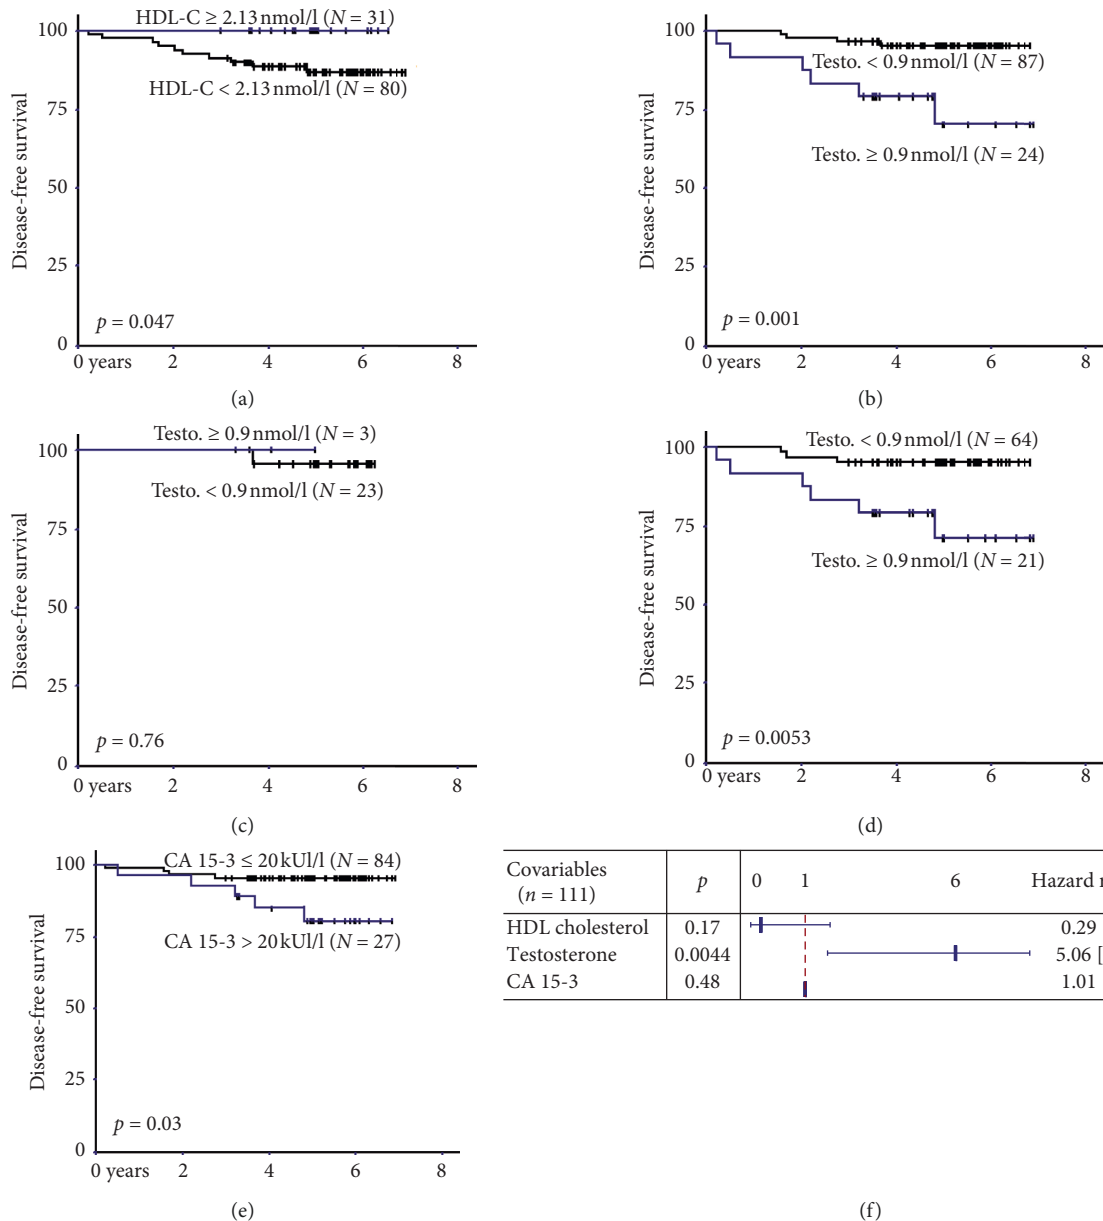 HDL-C ≥ 2.13 nmol/l (N = 31)
100
HDL-C < 2.13 nmol/l (N = 80)
75
Disease-free survival
50
25
p = 0.047
0
0 years 2 4 6 8
(a)
100
Testo. < 0.9 nmol/l (N = 87)
75
Testo. ≥ 0.9 nmol/l (N = 24)
Disease-free survival
50
25
p = 0.001
0
0 years 2 4 6 8
(b)
Testo. ≥ 0.9 nmol/l (N = 3)
100
Testo. < 0.9 nmol/l (N = 23)
75
Disease-free survival
50
25
p = 0.76
0
0 years 2 4 6 8
(c)
Testo. < 0.9 nmol/l (N = 64)
100
75
Testo. ≥ 0.9 nmol/l (N = 21)
Disease-free survival
50
25
p = 0.0053
0
0 years 2 4 6 8
(d)
CA 15-3 ≤ 20 kUl/l (N = 84)
100
CA 15-3 > 20 kUl/l (N = 27)
75
Disease-free survival
50
25
p = 0.03
0
0 years 2 4 6 8
(e)
Covariables
(n = 111)
p 0 1 6 Hazard
HDL cholesterol 0.17 0.29
Testosterone 0.0044 5.06 [
CA 15-3 0.48 1.01
(f)